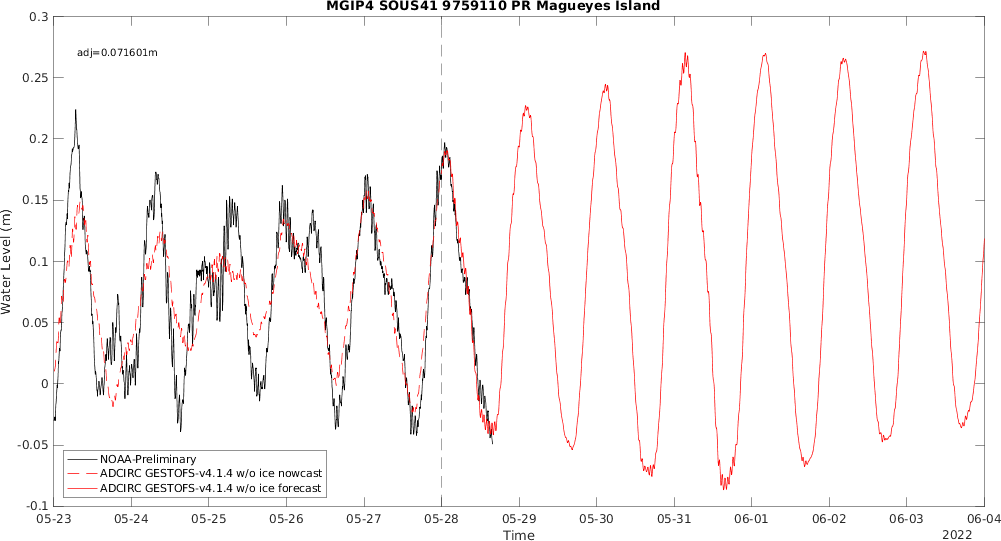 MGIP4 SOUS41 9759110 PR Magueyes Island
0.3
adj=0.071601m
0.25
0.2
0.15
0.1
0.05
0
-0.05
-0.1
Water Level (m)
NOAA-Preliminary
ADCIRC GESTOFS-v4.1.4 w/o ice nowcast
ADCIRC GESTOFS-v4.1.4 w/o ice forecast
05-23 05-24 05-25 05-26 05-27 05-28 05-29 05-30 05-31 06-01 06-02 06-03 06-04
Time
2022